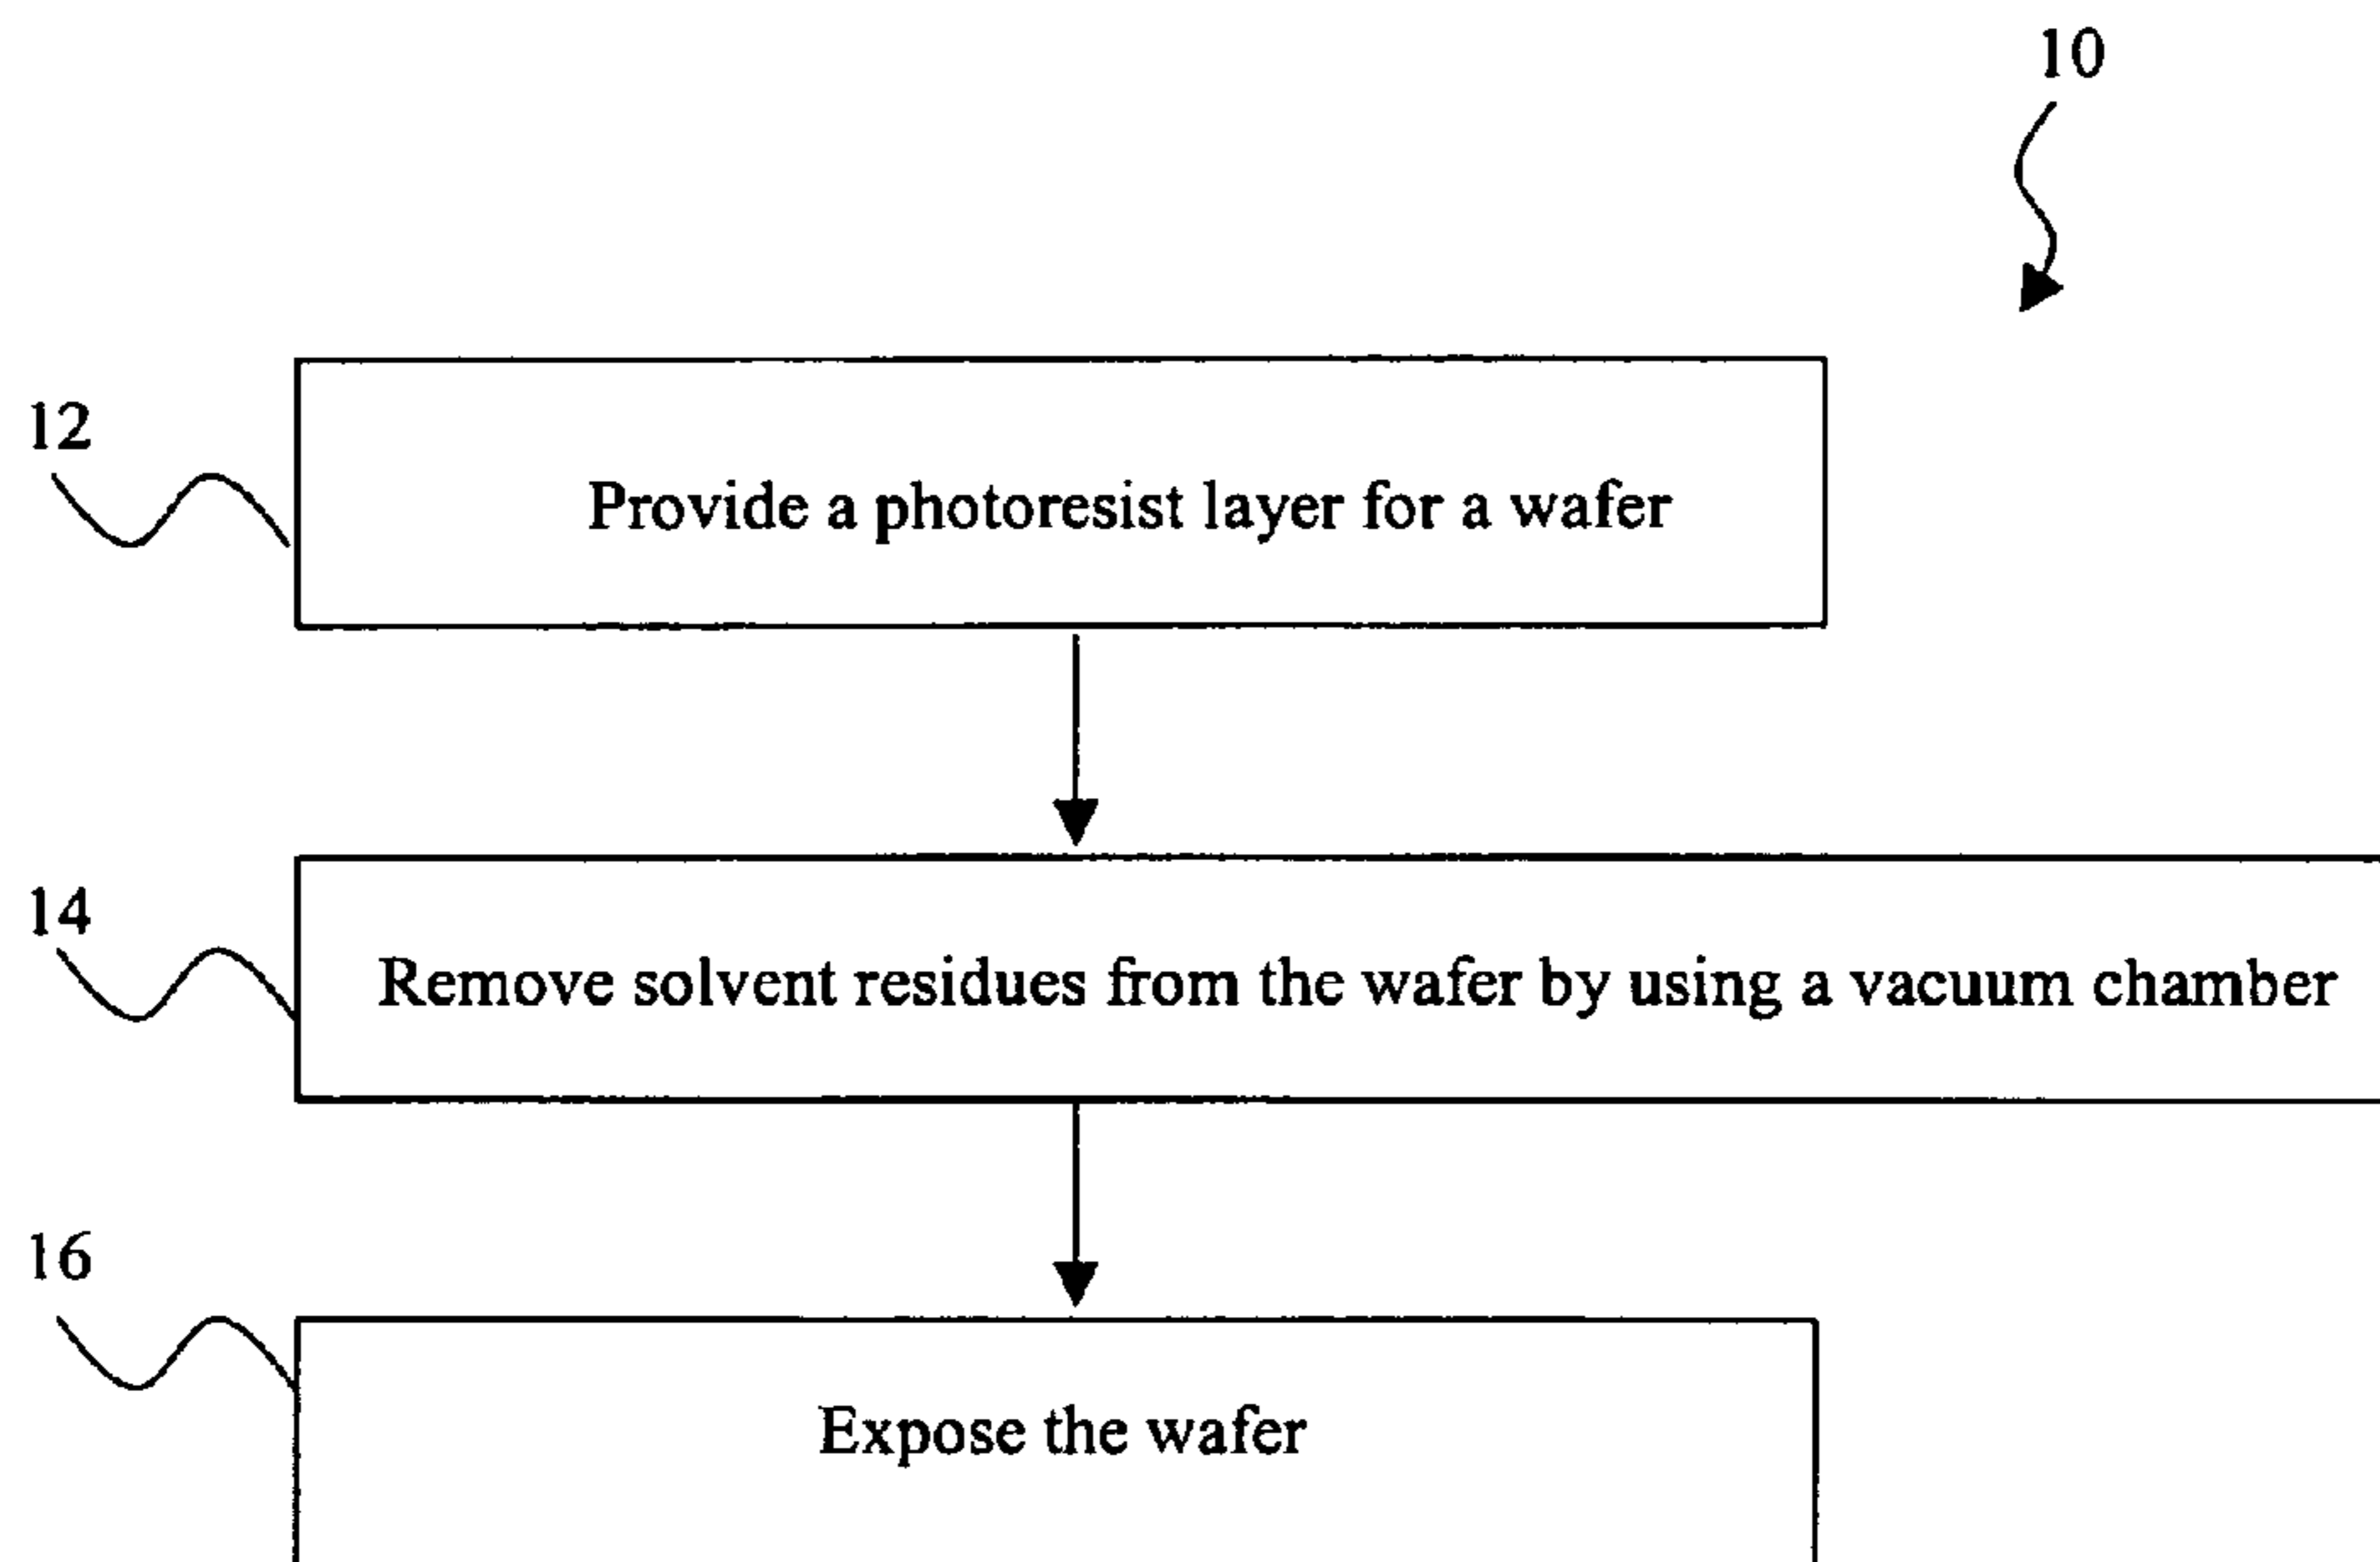 10
12
Provide a photoresist layer for a wafer
14
Remove solvent residues from the wafer by using a vacuum chamber
16
Expose the wafer